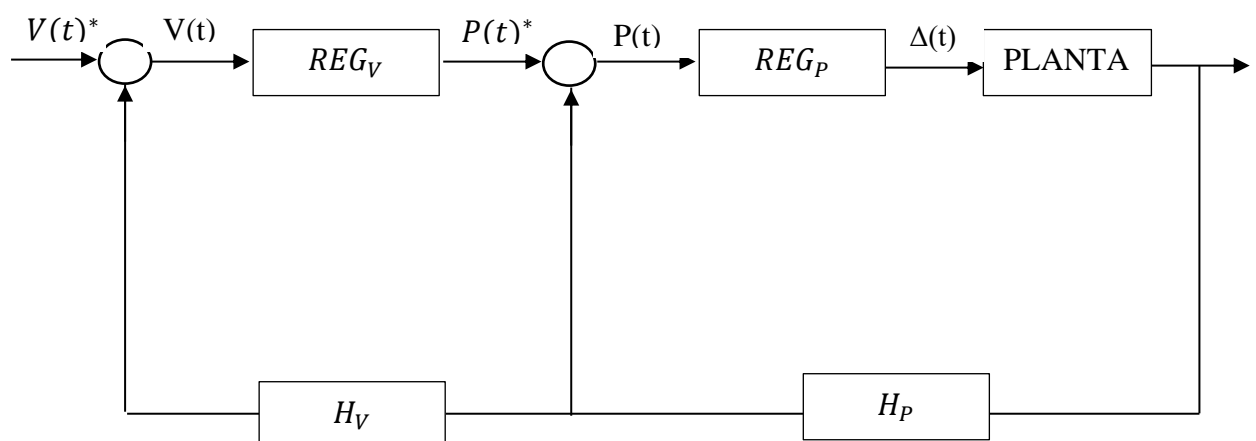 V(t)*
V(t)
REG_V
P(t)*
P(t)
REG_P
Δ(t)
PLANTA
H_V
H_P